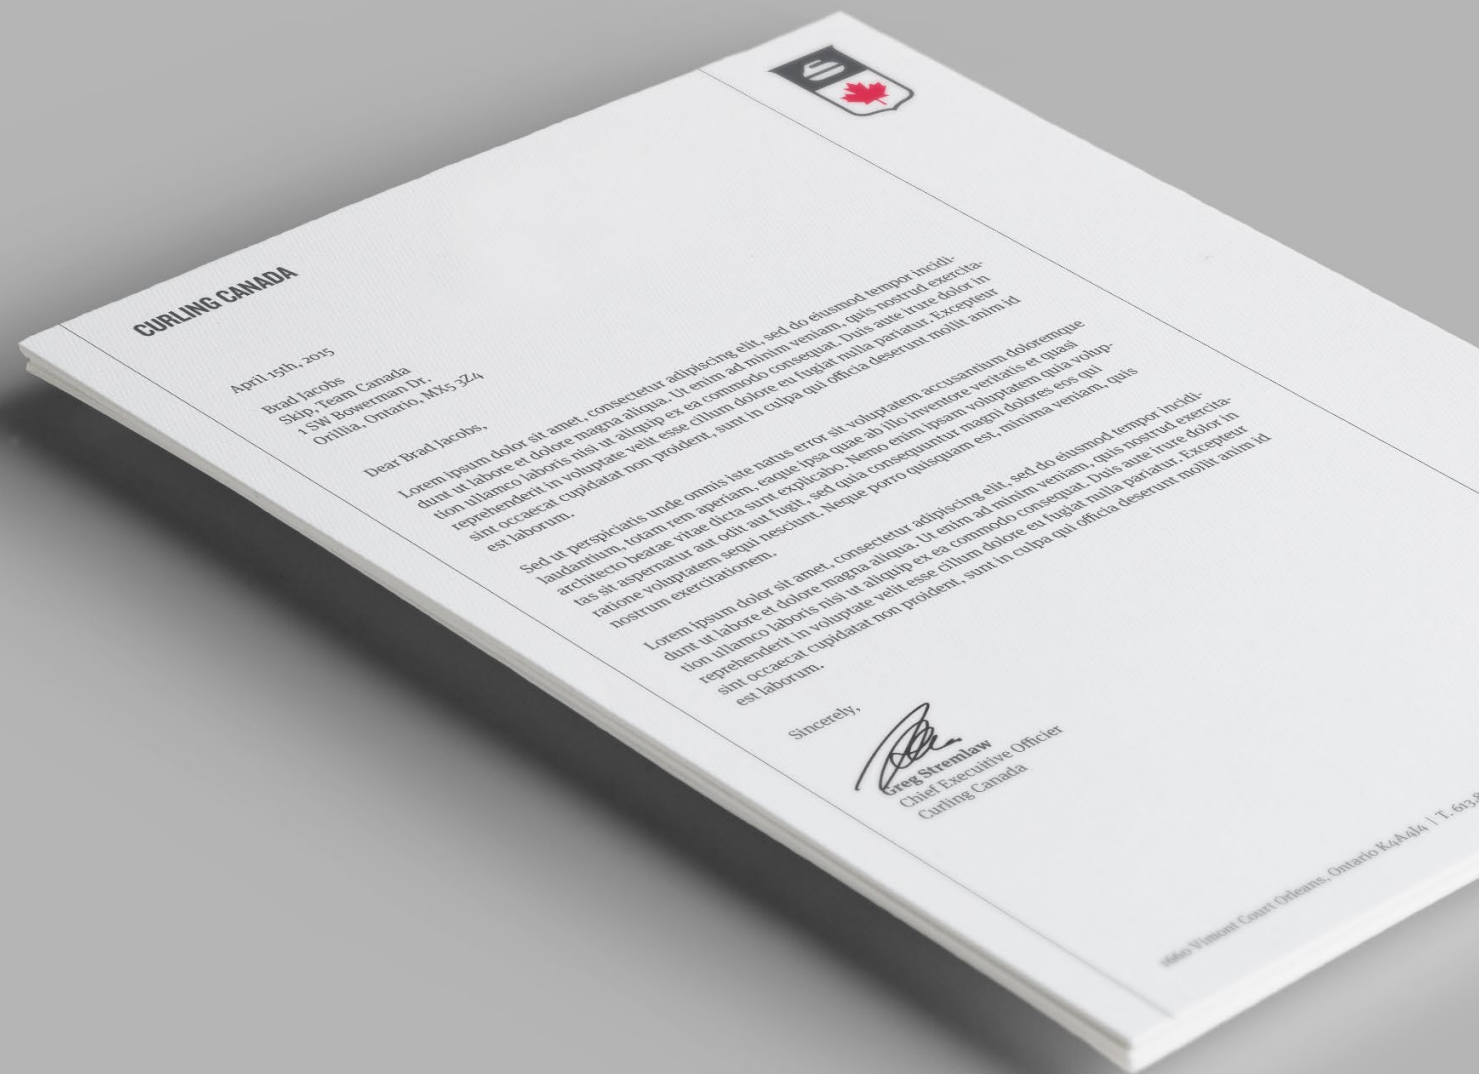 CURLING CANADA
April 15th, 2015
Brad Jacobs
Skip, Team Canada
1 SW Bowerman Dr.
Orillia, Ontario, MX5 3Z4
Dear Brad Jacobs,
Lorem ipsum dolor sit amet, consectetur adipiscing elit, sed do eiusmod tempor incidi-
dunt ut labore et dolore magna aliqua. Ut enim ad minim veniam, quis nostrud exercita-
tion ullamco laboris nisi ut aliquip ex ea commodo consequat. Duis aute irure dolor in
reprehenderit in voluptate velit esse cillum dolore eu fugiat nulla pariatur. Excepteur
sint occaecat cupidatat non proident, sunt in culpa qui officia deserunt mollit anim id
est laborum.
Sed ut perspiciatis unde omnis iste natus error sit voluptatem accusantium doloremque
laudantium, totam rem aperiam, eaque ipsa quae ab illo inventore veritatis et quasi
architecto beatae vitae dicta sunt explicabo. Nemo enim ipsam voluptatem quia volup-
tas sit aspernatur aut odit aut fugit, sed quia consequuntur magni dolores eos qui
ratione voluptatem sequi nesciunt. Neque porro quisquam est, minima veniam, quis
nostrum exercitationem.
Lorem ipsum dolor sit amet, consectetur adipiscing elit, sed do eiusmod tempor incidi-
dunt ut labore et dolore magna aliqua. Ut enim ad minim veniam, quis nostrud exercita-
tion ullamco laboris nisi ut aliquip ex ea commodo consequat. Duis aute irure dolor in
reprehenderit in voluptate velit esse cillum dolore eu fugiat nulla pariatur. Excepteur
sint occaecat cupidatat non proident, sunt in culpa qui officia deserunt mollit anim id
est laborum.
Sincerely,
Greg Stremlaw
Chief Execuitive Officier
Curling Canada
1660 Vimont Court Orleans, Ontario K4A4J4 | T. 613.8